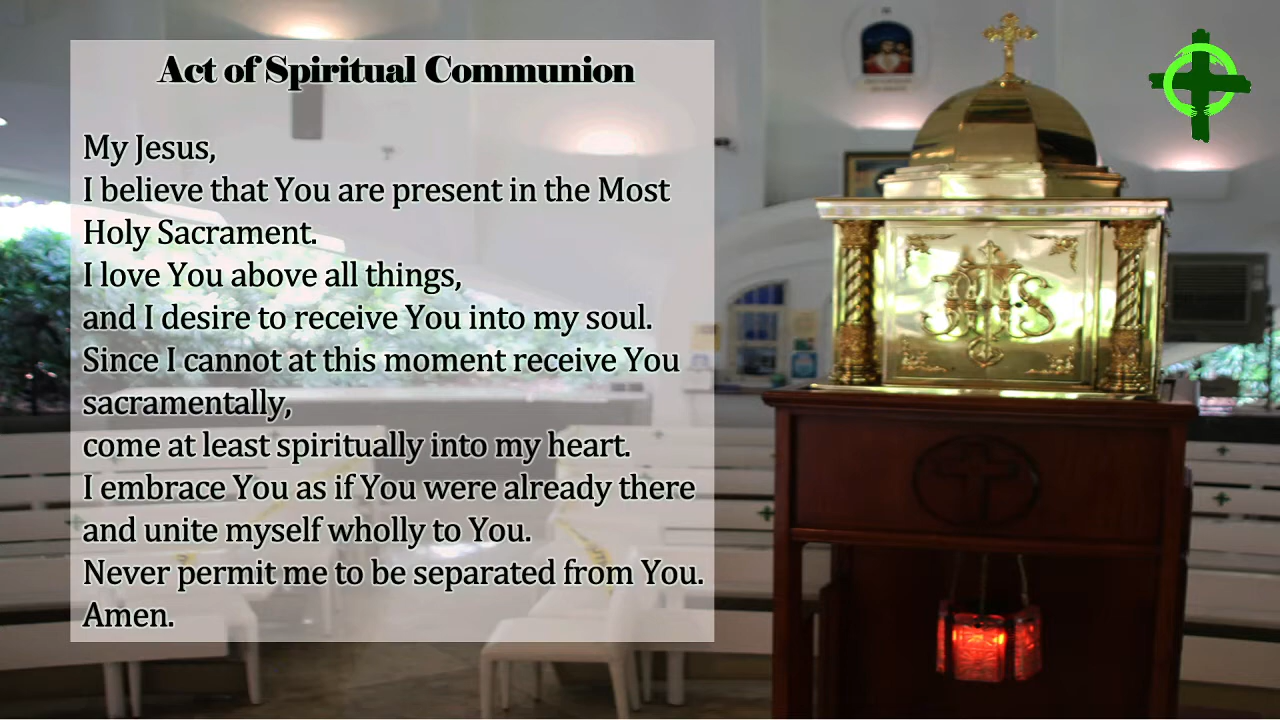 Act of Spiritual Communion
My Jesus,
I believe that You are present in the Most
Holy Sacrament.
I love You above all things,
and I desire to receive You into my soul.
Since I cannot at this moment receive You
sacramentally,
come at least spiritually into my heart.
I embrace You as if You were already there
and unite myself wholly to You.
Never permit me to be separated from You.
Amen.
JHS